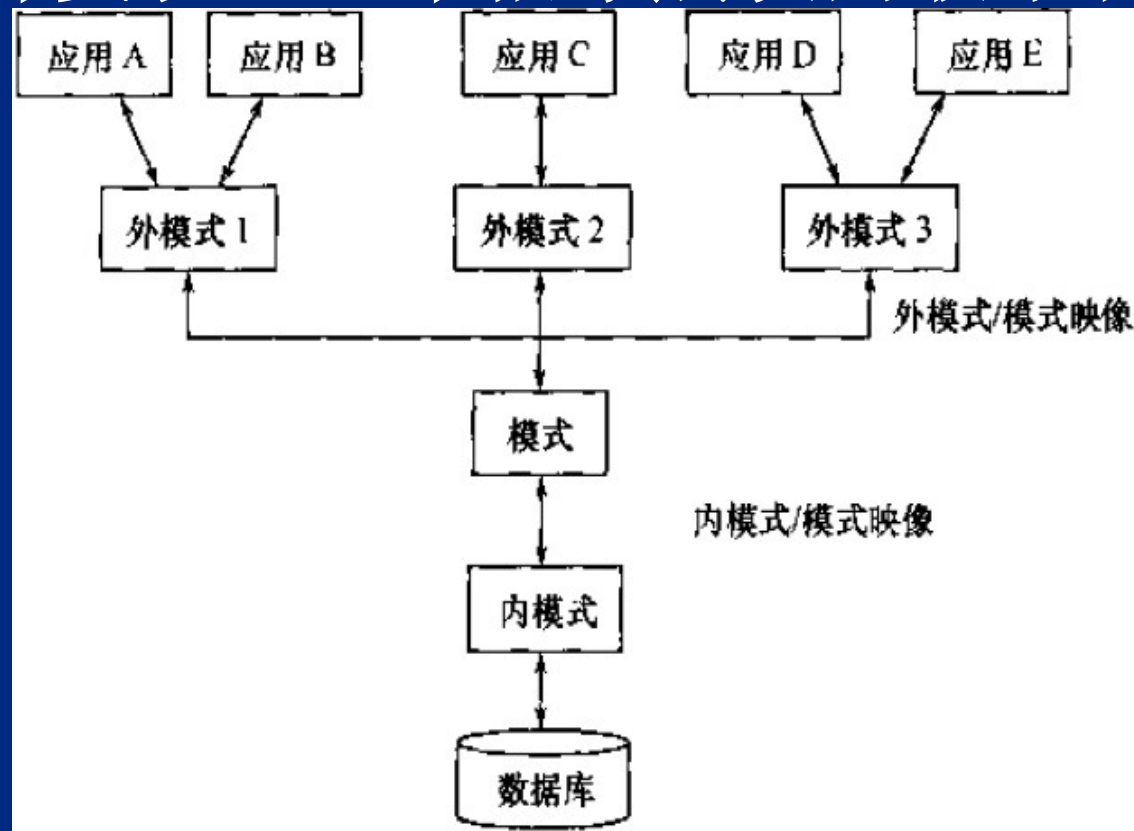 应用 A 应用 B 应用 C 应用 D 应用 E
外模式 1 外模式 2 外模式 3
外模式/模式映像
模式
内模式/模式映像
内模式
数据库